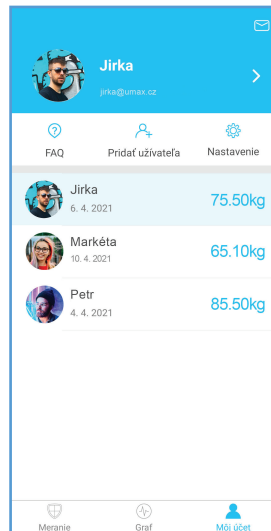 Jirka
jirka@umax.cz
FAQ
Pridať užívateľa
Nastavenie
Jirka
6. 4. 2021
75.50kg
Markéta
10. 4. 2021
65.10kg
Petr
4. 4. 2021
85.50kg
Meranie
Graf
Môj účet